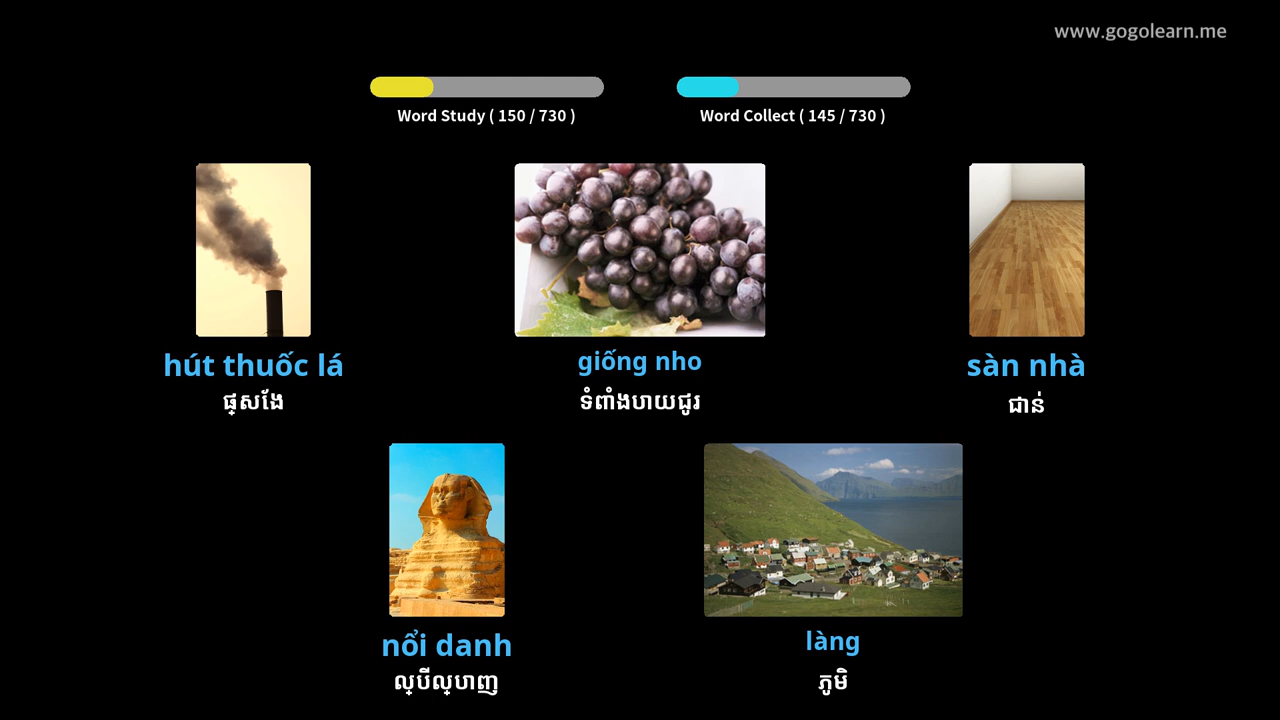 www.gogolearn.me
Word Study ( 150 / 730 )
Word Collect ( 145 / 730 )
hút thuốc lá
giống nho
sàn nhà
ផ្សែង
ទំពាំងបាយជូរ
ជាន់
nổi danh
làng
ល្បីល្បាញ
ភូមិ